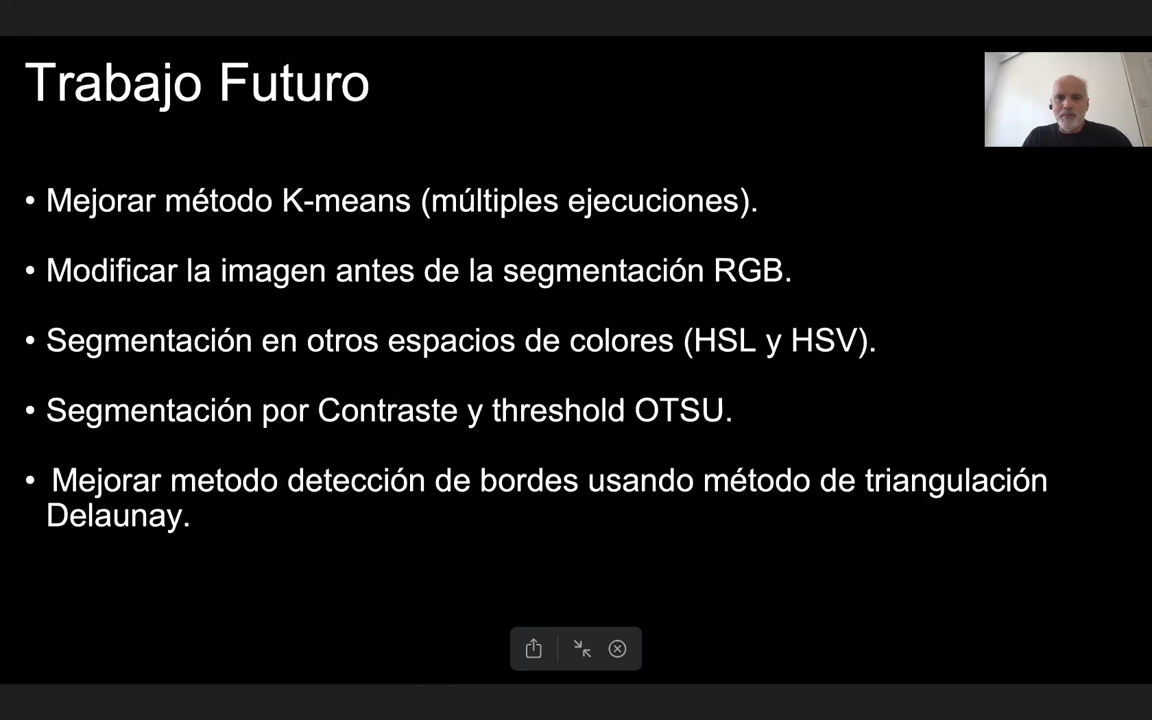 Trabajo Futuro
• Mejorar método K-means (múltiples ejecuciones).
• Modificar la imagen antes de la segmentación RGB.
• Segmentación en otros espacios de colores (HSL y HSV).
• Segmentación por Contraste y threshold OTSU.
• Mejorar metodo detección de bordes usando método de triangulación
Delaunay.